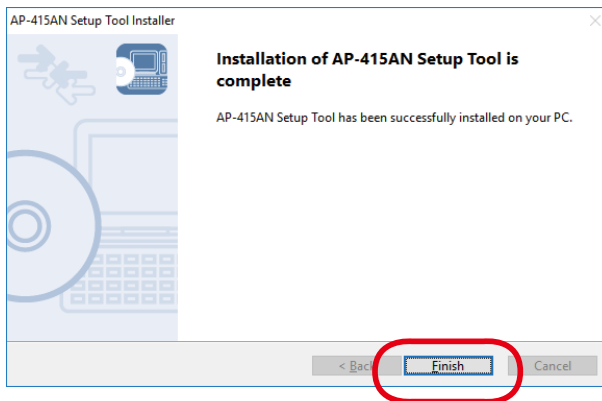 AP-415AN Setup Tool Installer
Installation of AP-415AN Setup Tool is
complete
AP-415AN Setup Tool has been successfully installed on your PC.
< Back Finish Cancel